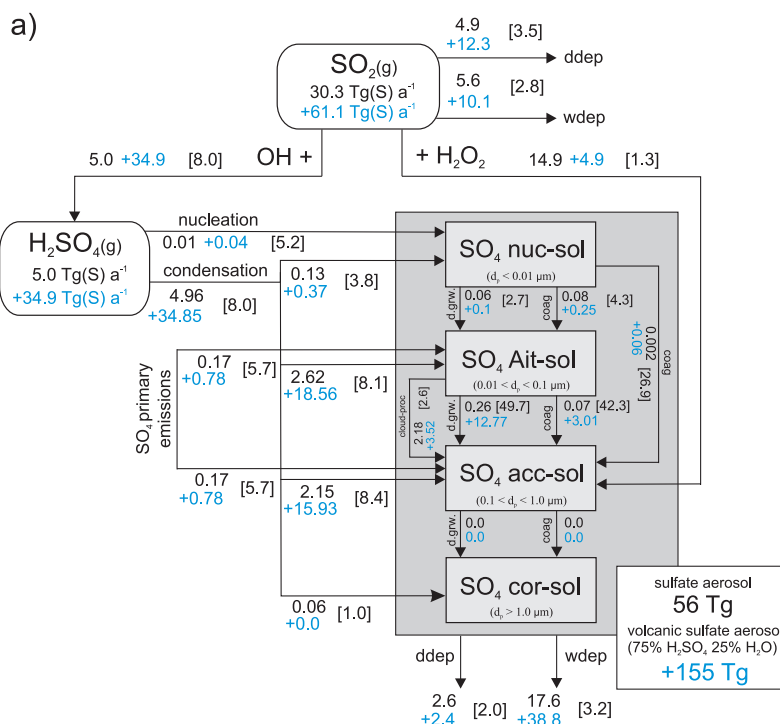 a)
SO₂(g)
30.3 Tg(S) a⁻¹
+61.1 Tg(S) a⁻¹
4.9 [3.5]
+12.3
ddep
5.6 [2.8]
+10.1
wdep
OH +
+ H₂O₂
5.0 +34.9 [8.0]
14.9 +4.9 [1.3]
H₂SO₄(g)
5.0 Tg(S) a⁻¹
+34.9 Tg(S) a⁻¹
nucleation
0.01 +0.04 [5.2]
condensation
4.96 [8.0]
+34.85
0.13 [3.8]
+0.37
SO₄ nuc-sol
(dₚ < 0.01 µm)
d.grw.
0.06 [2.7]
+0.1
coag
0.08 [4.3]
+0.25
coag
0.002 [26.9]
+0.06
SO₄ Ait-sol
(0.01 < dₚ < 0.1 µm)
SO₄ primary
emissions
0.17 [5.7]
+0.78
2.62 [8.1]
+18.56
cloud-proc
2.18 [2.6]
+3.52
d.grw.
0.26 [49.7]
+12.77
coag
0.07 [42.3]
+3.01
SO₄ acc-sol
(0.1 < dₚ < 1.0 µm)
0.17 [5.7]
+0.78
2.15 [8.4]
+15.93
d.grw.
0.0
0.0
coag
0.0
0.0
SO₄ cor-sol
(dₚ > 1.0 µm)
0.06 [1.0]
+0.0
sulfate aerosol
56 Tg
volcanic sulfate aerosol
(75% H₂SO₄ 25% H₂O)
+155 Tg
ddep
wdep
2.6 [2.0]
+2.4
17.6 [3.2]
+38.8